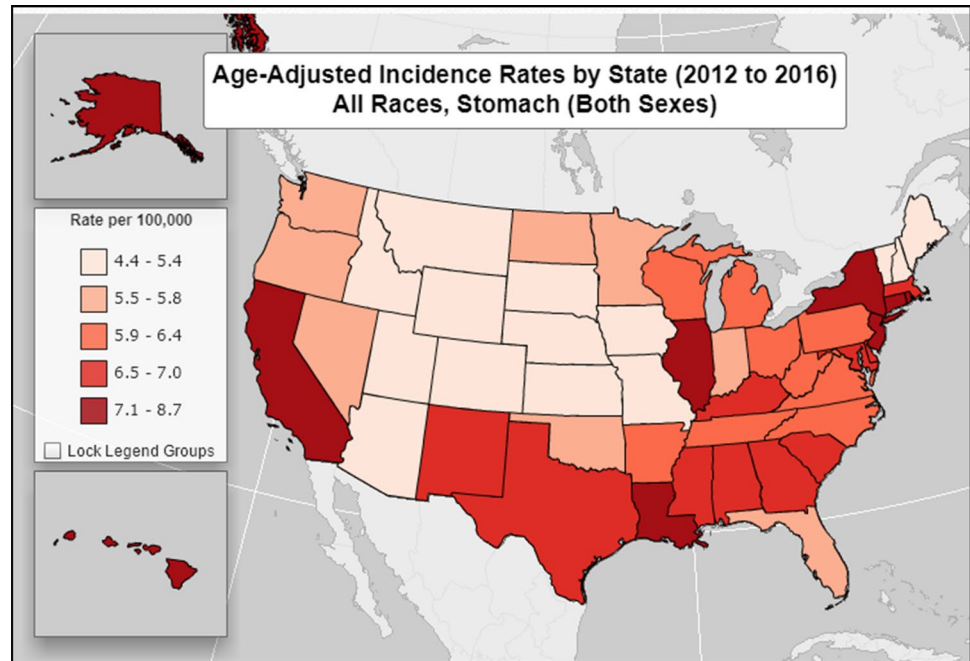 Age-Adjusted Incidence Rates by State (2012 to 2016)
All Races, Stomach (Both Sexes)
Rate per 100,000
4.4 - 5.4
5.5 - 5.8
5.9 - 6.4
6.5 - 7.0
7.1 - 8.7
Lock Legend Groups